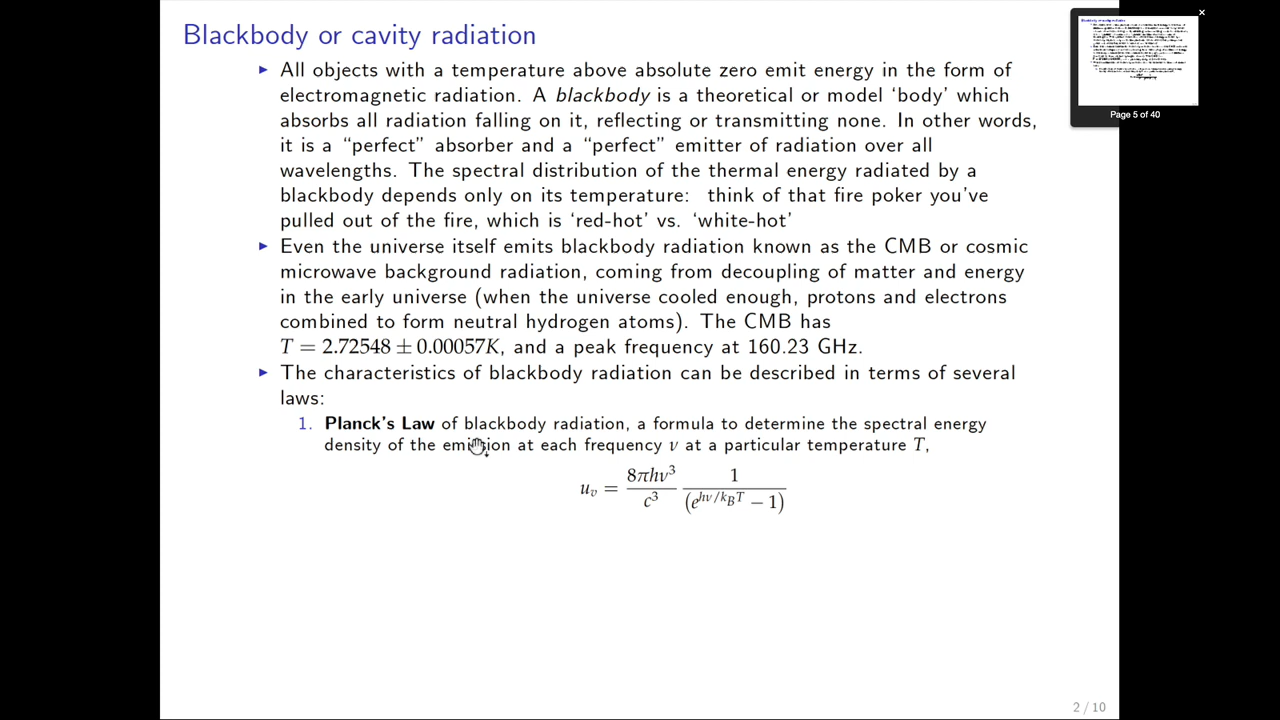 Blackbody or cavity radiation
▶ All objects with a temperature above absolute zero emit energy in the form of
electromagnetic radiation. A blackbody is a theoretical or model ‘body’ which
absorbs all radiation falling on it, reflecting or transmitting none. In other words,
it is a “perfect” absorber and a “perfect” emitter of radiation over all
wavelengths. The spectral distribution of the thermal energy radiated by a
blackbody depends only on its temperature: think of that fire poker you’ve
pulled out of the fire, which is ‘red-hot’ vs. ‘white-hot’
▶ Even the universe itself emits blackbody radiation known as the CMB or cosmic
microwave background radiation, coming from decoupling of matter and energy
in the early universe (when the universe cooled enough, protons and electrons
combined to form neutral hydrogen atoms). The CMB has
T = 2.72548 ± 0.00057K, and a peak frequency at 160.23 GHz.
▶ The characteristics of blackbody radiation can be described in terms of several
laws:
1. Planck’s Law of blackbody radiation, a formula to determine the spectral energy
density of the emission at each frequency ν at a particular temperature T,
u_v = 8πhν³/c³ 1/(e^{hν/k_BT} − 1)
2 / 10
×
Page 5 of 40